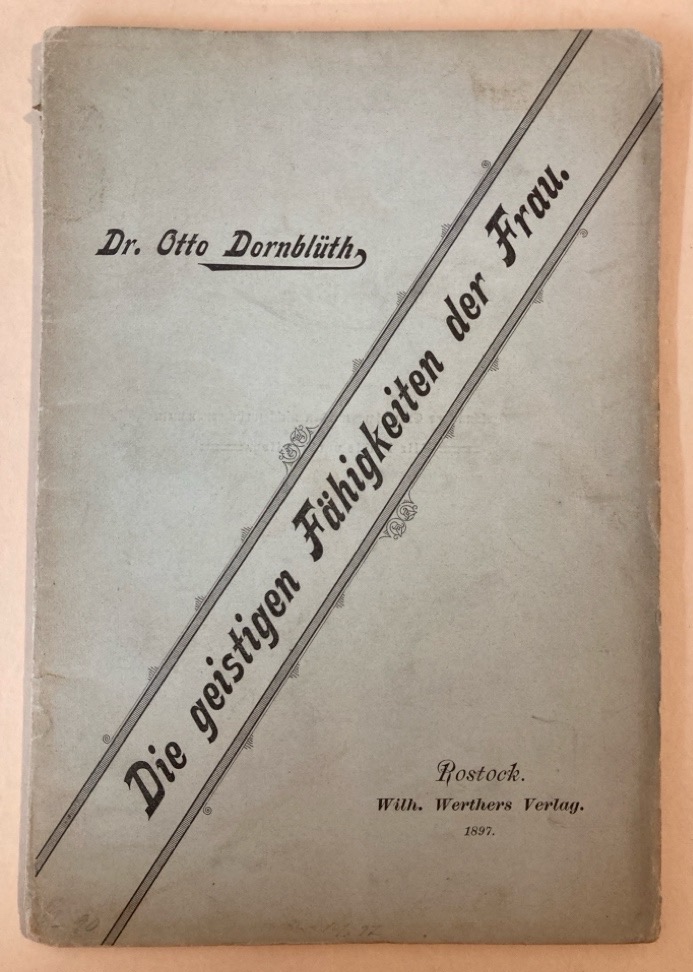 Dr. Otto Dornblüth
Die geistigen Fähigkeiten der Frau.
Rostock.
Wilh. Werthers Verlag.
1897.